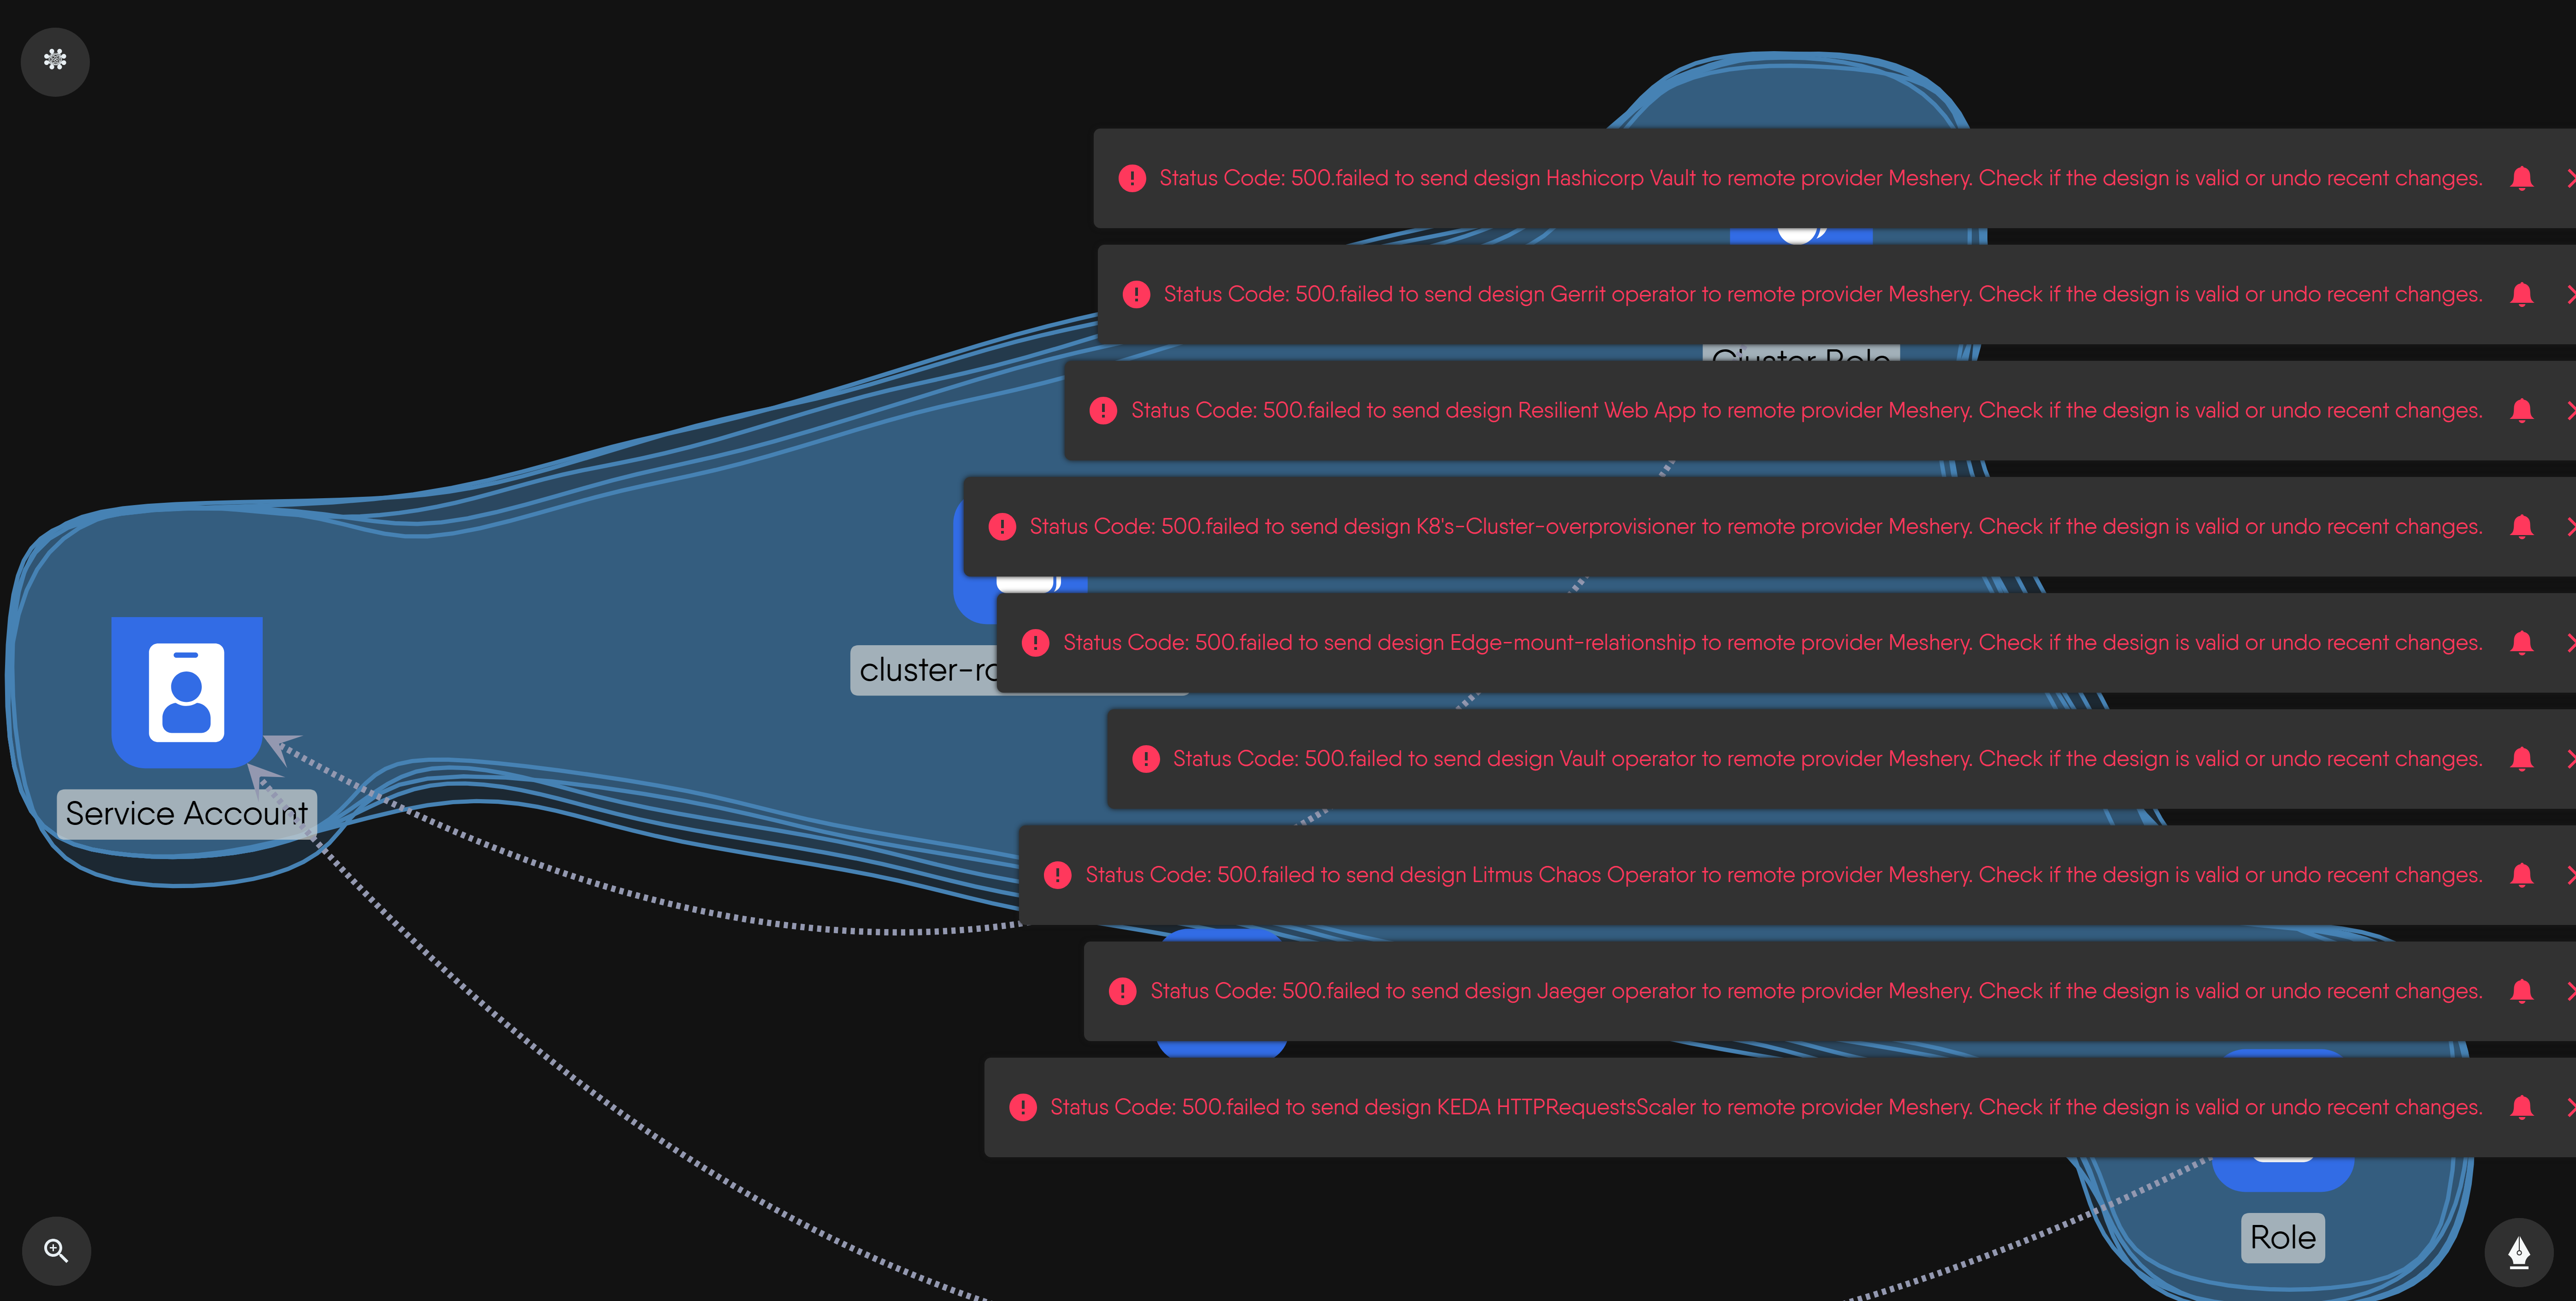 Status Code: 500.failed to send design Hashicorp Vault to remote provider Meshery. Check if the design is valid or undo recent changes.
Status Code: 500.failed to send design Gerrit operator to remote provider Meshery. Check if the design is valid or undo recent changes.
Cluster Role
Status Code: 500.failed to send design Resilient Web App to remote provider Meshery. Check if the design is valid or undo recent changes.
Status Code: 500.failed to send design K8's-Cluster-overprovisioner to remote provider Meshery. Check if the design is valid or undo recent changes.
Status Code: 500.failed to send design Edge-mount-relationship to remote provider Meshery. Check if the design is valid or undo recent changes.
cluster-ro
Status Code: 500.failed to send design Vault operator to remote provider Meshery. Check if the design is valid or undo recent changes.
Service Account
Status Code: 500.failed to send design Litmus Chaos Operator to remote provider Meshery. Check if the design is valid or undo recent changes.
Status Code: 500.failed to send design Jaeger operator to remote provider Meshery. Check if the design is valid or undo recent changes.
Status Code: 500.failed to send design KEDA HTTPRequestsScaler to remote provider Meshery. Check if the design is valid or undo recent changes.
Role